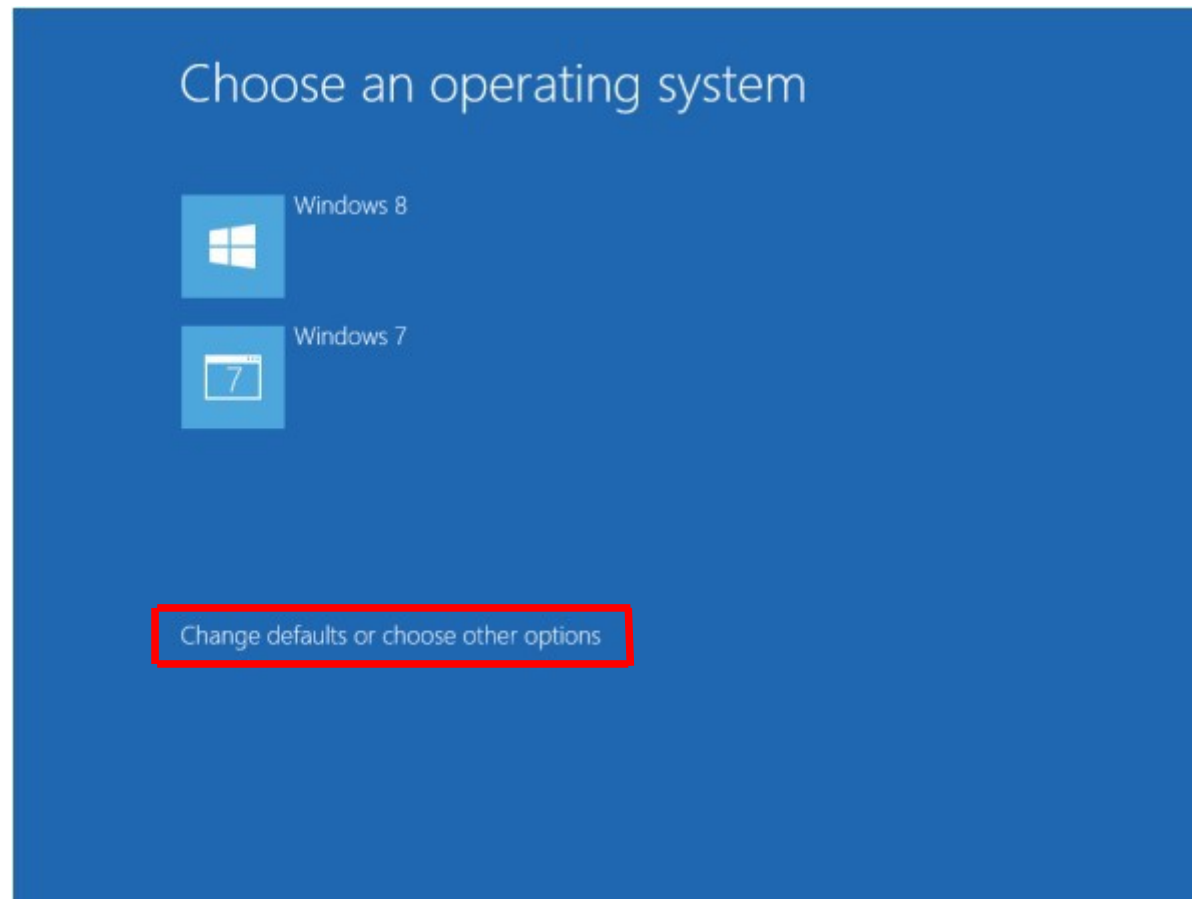 Choose an operating system
Windows 8
Windows 7
7
Change defaults or choose other options